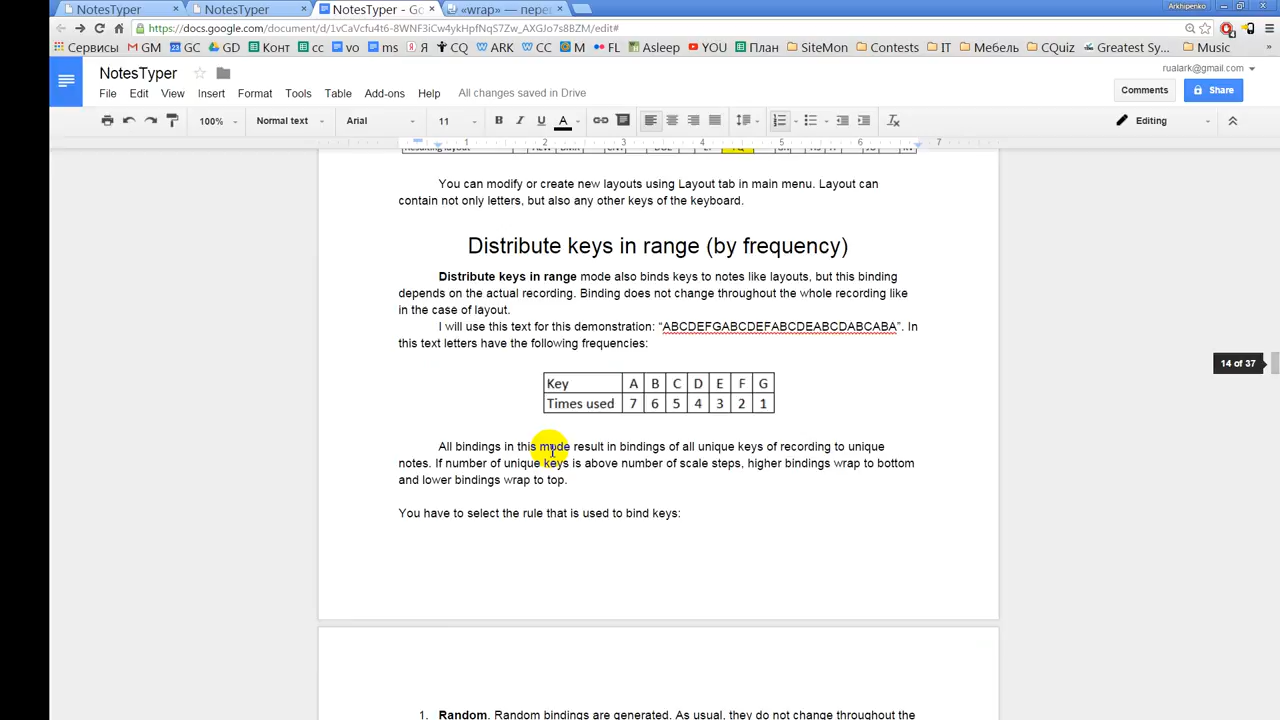 NotesTyper × NotesTyper × NotesTyper - Go × «wrap» — пере × Arkhipenko
https://docs.google.com/document/d/1vCaVcfu4t6-8WNF3iCw4ykHpfNqS7Zw_AXGJo7s8BZM/edit#
Сервисы GM GC GD Конт cc vo ms Я CQ ARK CC M FL Asleep YOU План SiteMon Contests IT Мебель CQuiz Greatest Sy... Music »
NotesTyper
rualark@gmail.com
File Edit View Insert Format Tools Table Add-ons Help All changes saved in Drive
Comments Share
100% Normal text Arial 11 B I U A Editing
1 2 3 4 5 6 7
You can modify or create new layouts using Layout tab in main menu. Layout can
contain not only letters, but also any other keys of the keyboard.
Distribute keys in range (by frequency)
Distribute keys in range mode also binds keys to notes like layouts, but this binding
depends on the actual recording. Binding does not change throughout the whole recording like
in the case of layout.
I will use this text for this demonstration: “ABCDEFGABCDEFABCDEABCDABCABA”. In
this text letters have the following frequencies:
14 of 37
Key A B C D E F G
Times used 7 6 5 4 3 2 1
All bindings in this mode result in bindings of all unique keys of recording to unique
notes. If number of unique keys is above number of scale steps, higher bindings wrap to bottom
and lower bindings wrap to top.
You have to select the rule that is used to bind keys:
1. Random. Random bindings are generated. As usual, they do not change throughout the